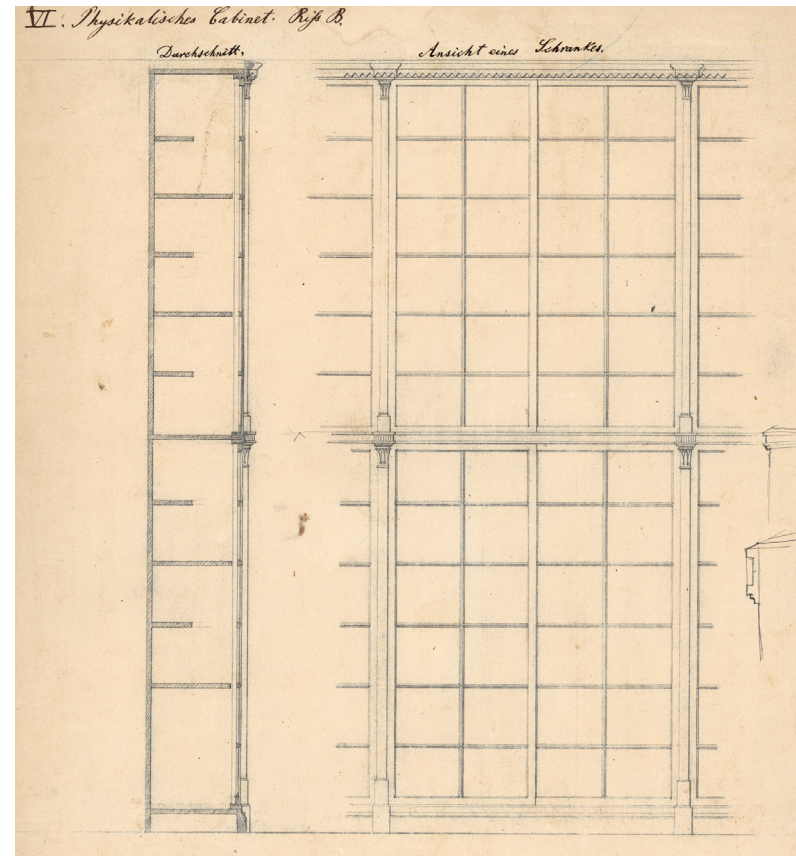 VI. Physikalisches Cabinet. Riß B.
Durchschnitt.
Ansicht eines Schrankes.